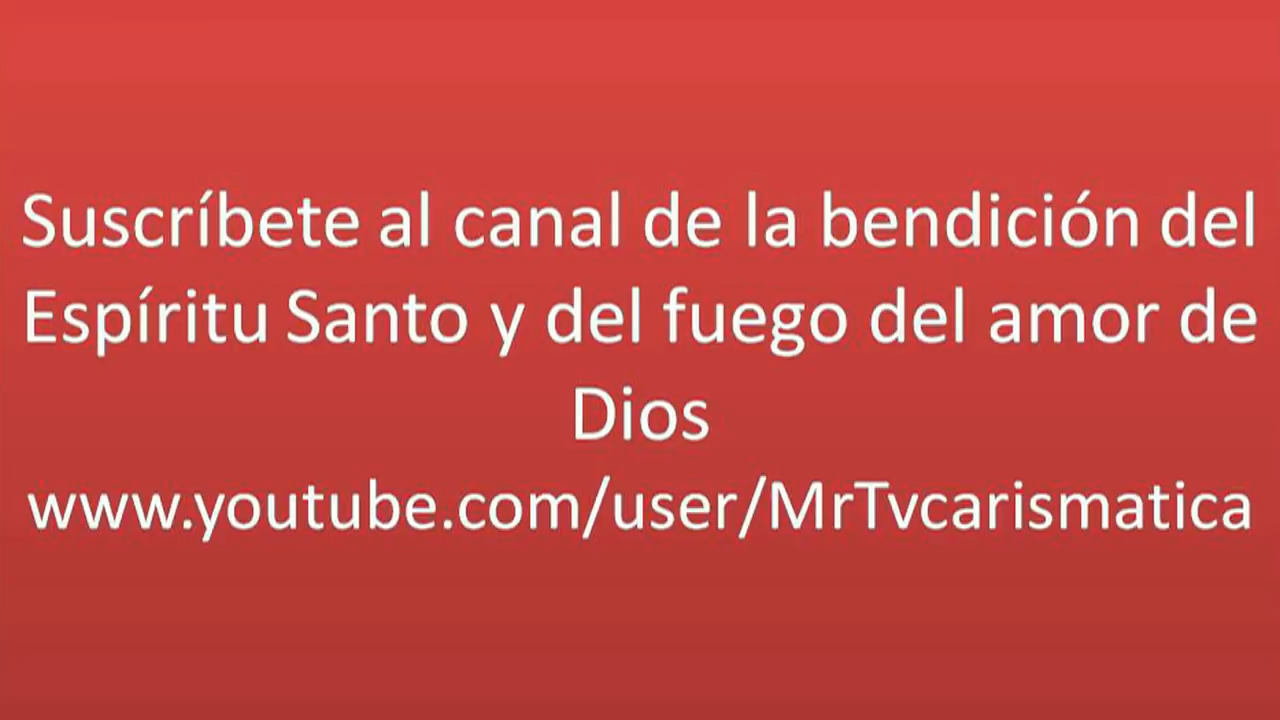 Suscríbete al canal de la bendición del
Espíritu Santo y del fuego del amor de
Dios
www.youtube.com/user/MrTvcarismatica